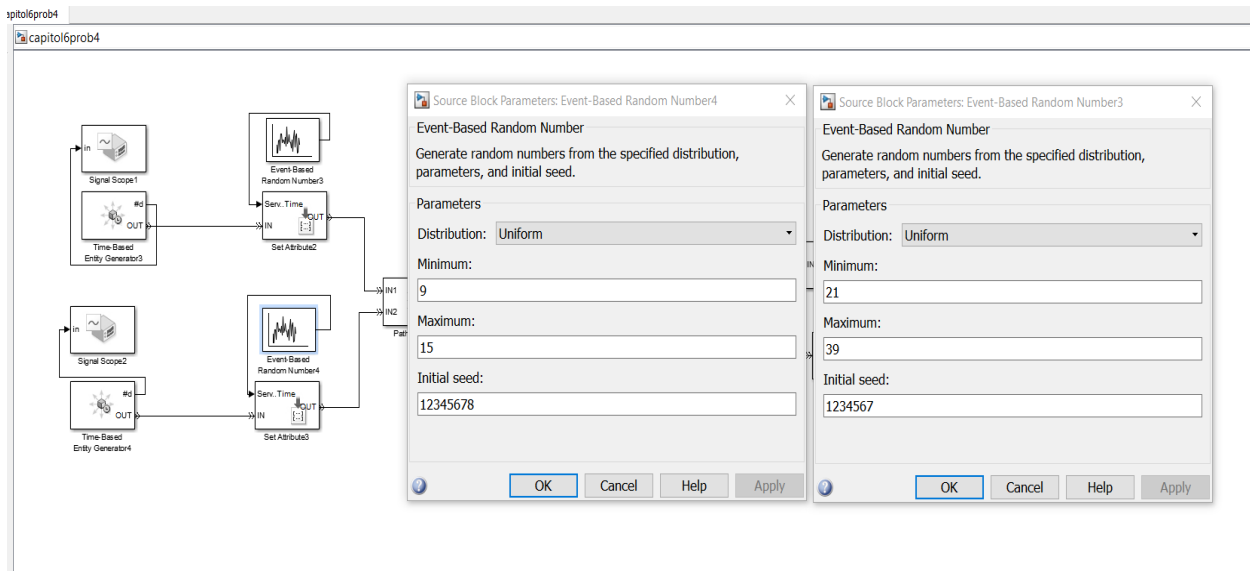 apitol6prob4
capitol6prob4
in
Signal Scope1
#d
OUT
Time-Based
Entity Generator3
Event-Based
Random Number3
Serv..Time
OUT
IN
Set Attribute2
in
Signal Scope2
#d
OUT
Time-Based
Entity Generator4
Event-Based
Random Number4
Serv..Time
OUT
IN
Set Attribute3
IN1
IN2
Path
Source Block Parameters: Event-Based Random Number4
Event-Based Random Number
Generate random numbers from the specified distribution,
parameters, and initial seed.
Parameters
Distribution: Uniform
Minimum:
9
Maximum:
15
Initial seed:
12345678
OK Cancel Help Apply
IN
Source Block Parameters: Event-Based Random Number3
Event-Based Random Number
Generate random numbers from the specified distribution,
parameters, and initial seed.
Parameters
Distribution: Uniform
Minimum:
21
Maximum:
39
Initial seed:
1234567
OK Cancel Help Apply